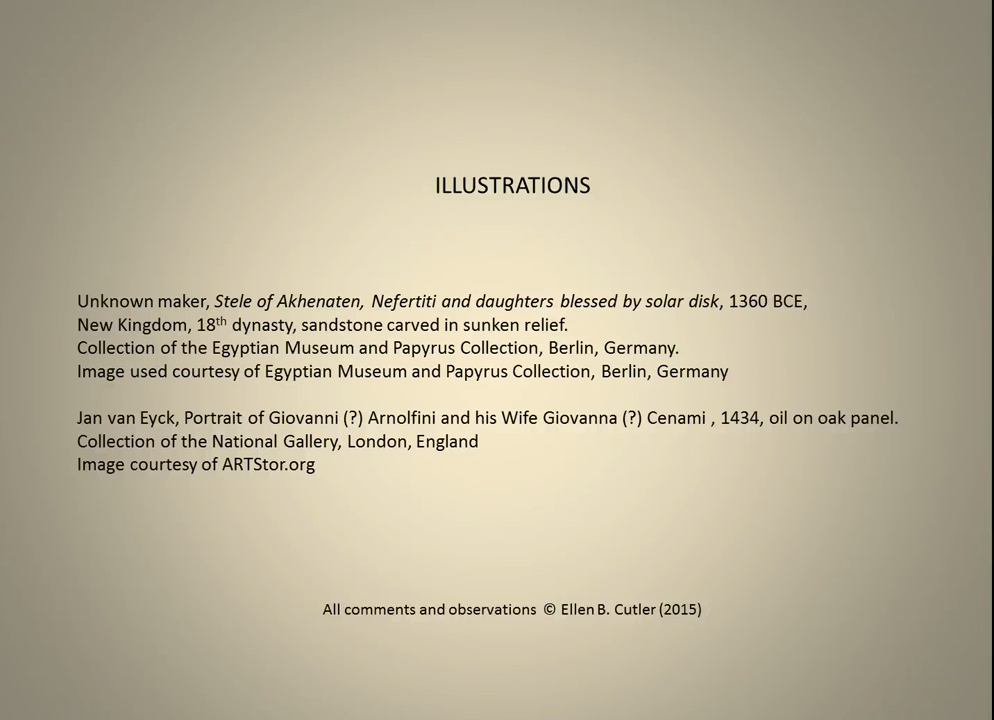 ILLUSTRATIONS
Unknown maker, Stele of Akhenaten, Nefertiti and daughters blessed by solar disk, 1360 BCE,
New Kingdom, 18th dynasty, sandstone carved in sunken relief.
Collection of the Egyptian Museum and Papyrus Collection, Berlin, Germany.
Image used courtesy of Egyptian Museum and Papyrus Collection, Berlin, Germany
Jan van Eyck, Portrait of Giovanni (?) Arnolfini and his Wife Giovanna (?) Cenami , 1434, oil on oak panel.
Collection of the National Gallery, London, England
Image courtesy of ARTStor.org
All comments and observations © Ellen B. Cutler (2015)